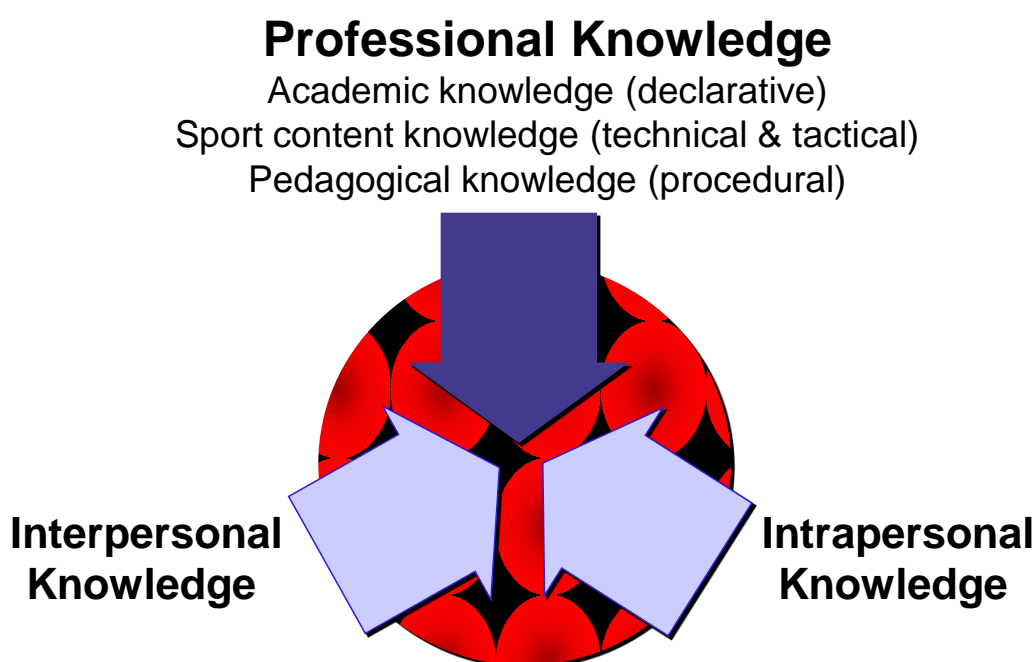 Professional Knowledge
Academic knowledge (declarative)
Sport content knowledge (technical & tactical)
Pedagogical knowledge (procedural)
Interpersonal
Knowledge
Intrapersonal
Knowledge